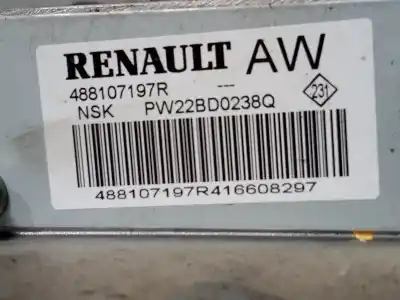 RENAULT AW
488107197R ---
NSK PW22BD0238Q 231
488107197R416608297